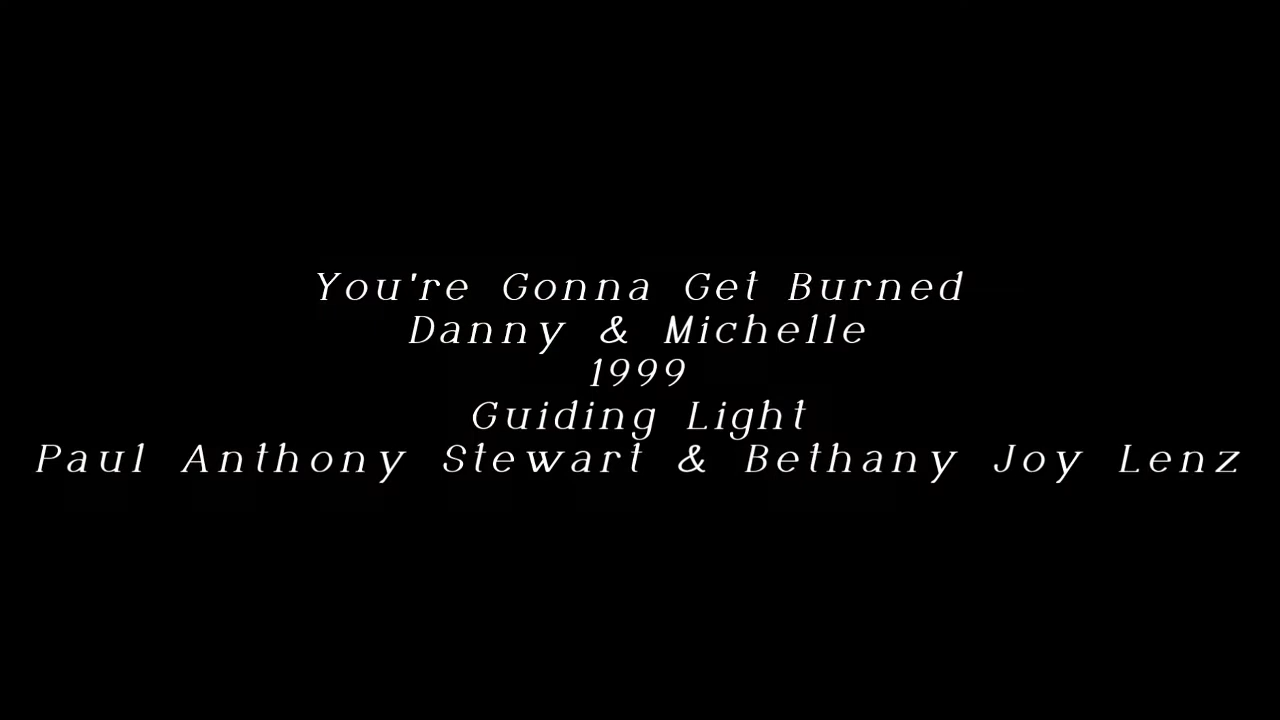 You're Gonna Get Burned
Danny & Michelle
1999
Guiding Light
Paul Anthony Stewart & Bethany Joy Lenz